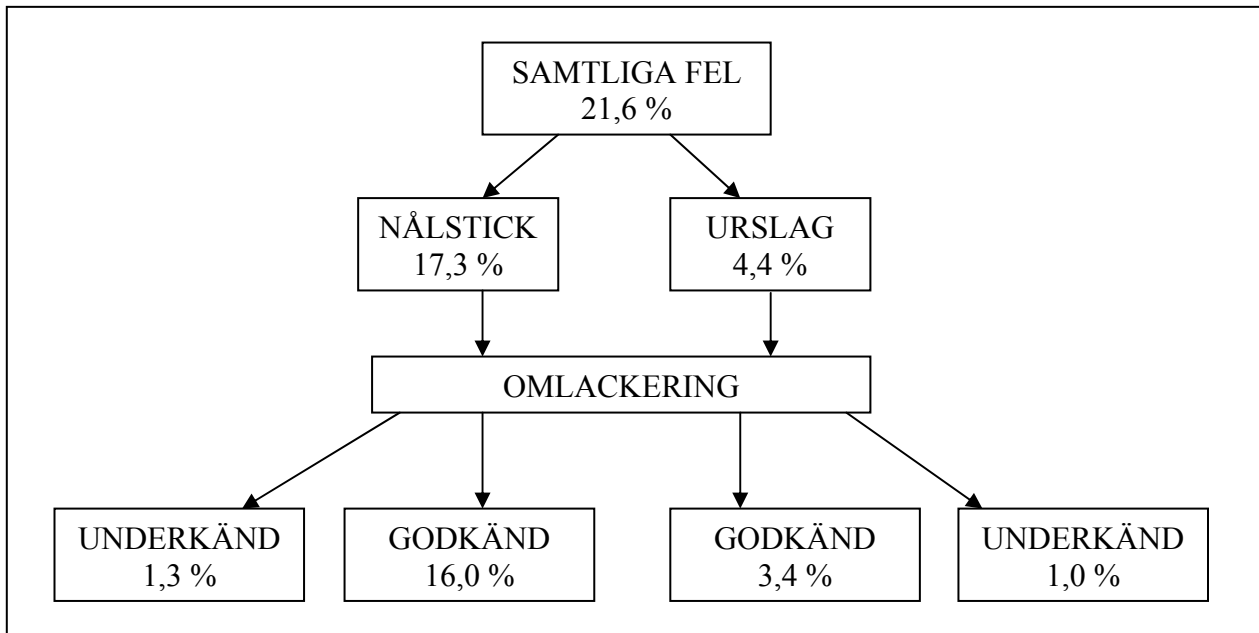 SAMTLIGA FEL
21,6 %
NÅLSTICK
17,3 %
URSLAG
4,4 %
OMLACKERING
UNDERKÄND
1,3 %
GODKÄND
16,0 %
GODKÄND
3,4 %
UNDERKÄND
1,0 %